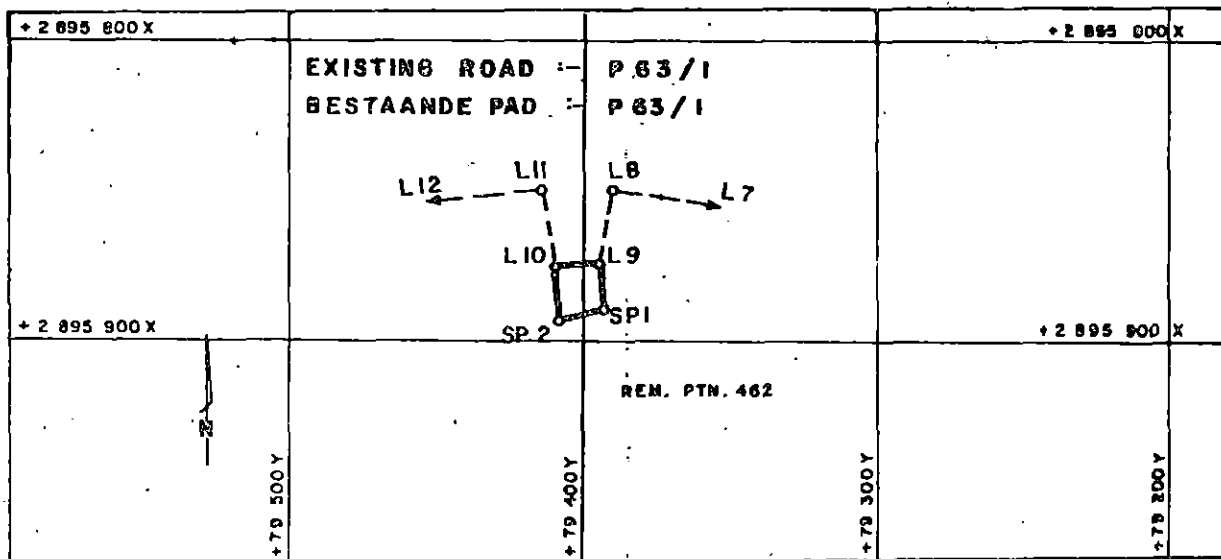 + 2 895 800 X
+ 2 895 800 X
EXISTING ROAD :- P 63/1
BESTAANDE PAD :- P 63/1
L11
L8
L12
L7
L10
L9
SP1
SP.2
+ 2 895 900 X
+ 2 895 900 X
REM. PTN. 462
N
+ 79 500 Y
+ 79 400 Y
+ 79 300 Y
+ 79 200 Y